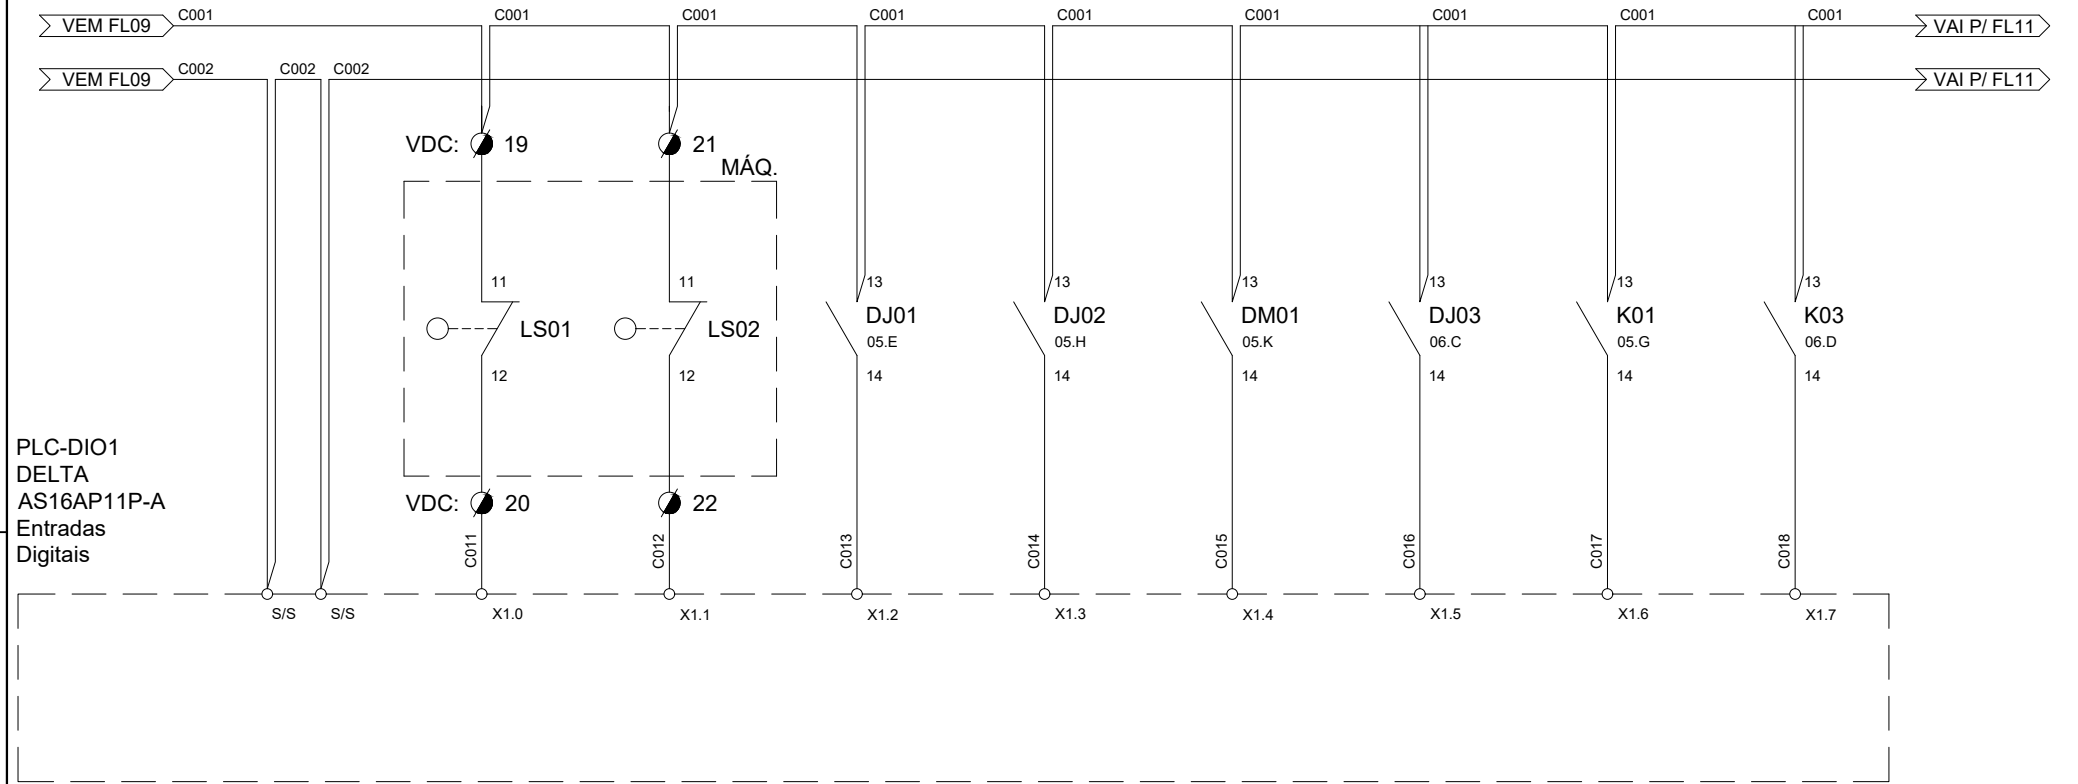 VEM FL09 C001 C001 C001 C001 C001 C001 C001 C001 C001 VAI P/ FL11
VEM FL09 C002 C002 C002 VAI P/ FL11
VDC: 19 21
MÁQ.
11 11 13 13 13 13 13 13
LS01 LS02 DJ01 DJ02 DM01 DJ03 K01 K03
05.E 05.H 05.K 06.C 05.G 06.D
12 12 14 14 14 14 14 14
PLC-DIO1
DELTA
AS16AP11P-A
Entradas
Digitais
VDC: 20 22
C011 C012 C013 C014 C015 C016 C017 C018
S/S S/S X1.0 X1.1 X1.2 X1.3 X1.4 X1.5 X1.6 X1.7